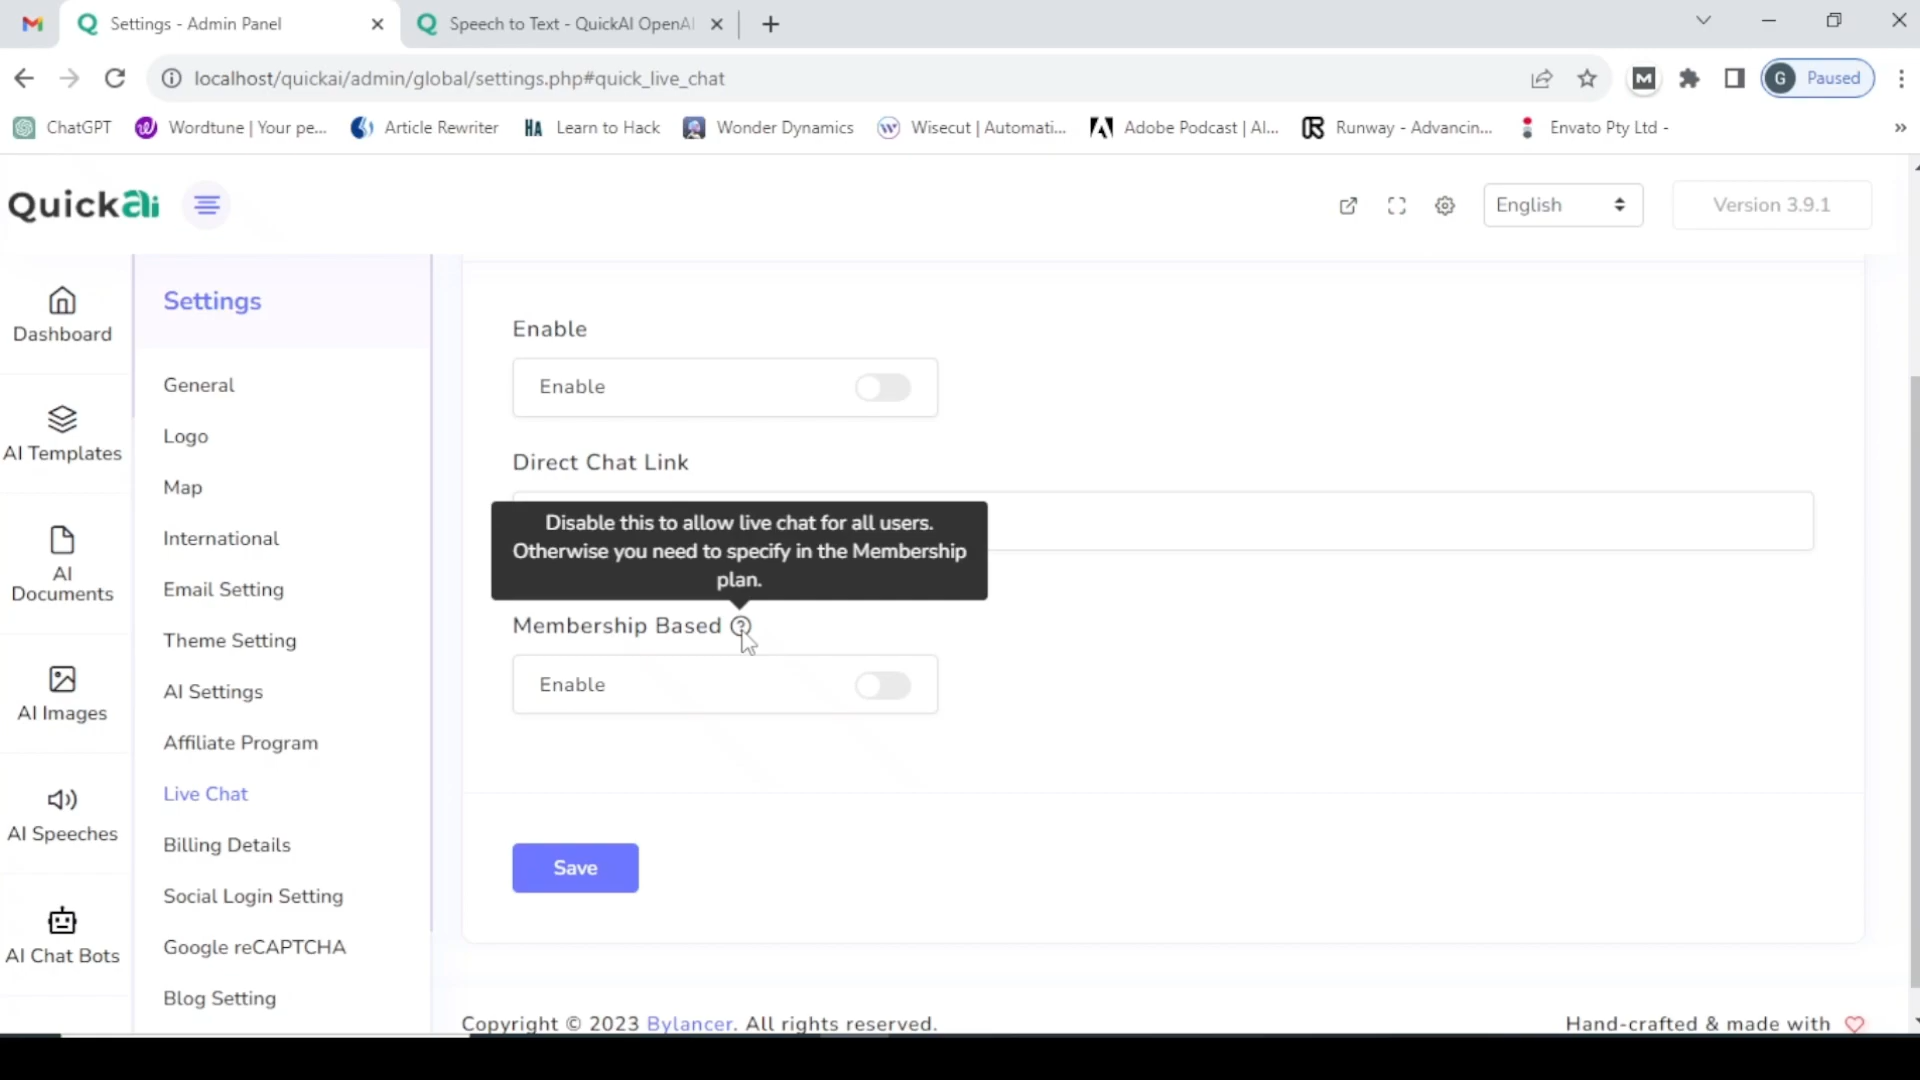 Settings - Admin Panel
Speech to Text - QuickAI OpenAI
localhost/quickai/admin/global/settings.php#quick_live_chat
G Paused
ChatGPT
Wordtune | Your pe...
Article Rewriter
HA Learn to Hack
Wonder Dynamics
Wisecut | Automati...
Adobe Podcast | AI...
Runway - Advancin...
Envato Pty Ltd -
»
Quickai
English
Version 3.9.1
Dashboard
AI Templates
AI
Documents
AI Images
AI Speeches
AI Chat Bots
Settings
General
Logo
Map
International
Email Setting
Theme Setting
AI Settings
Affiliate Program
Live Chat
Billing Details
Social Login Setting
Google reCAPTCHA
Blog Setting
Enable
Enable
Direct Chat Link
Disable this to allow live chat for all users.
Otherwise you need to specify in the Membership
plan.
Membership Based ?
Enable
Save
Copyright © 2023 Bylancer. All rights reserved.
Hand-crafted & made with